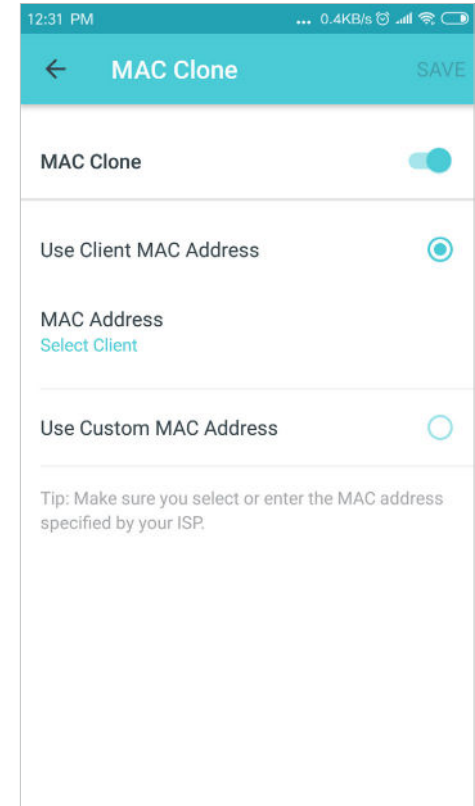 12:31 PM ... 0.4KB/s
MAC Clone SAVE
MAC Clone
Use Client MAC Address
MAC Address
Select Client
Use Custom MAC Address
Tip: Make sure you select or enter the MAC address
specified by your ISP.